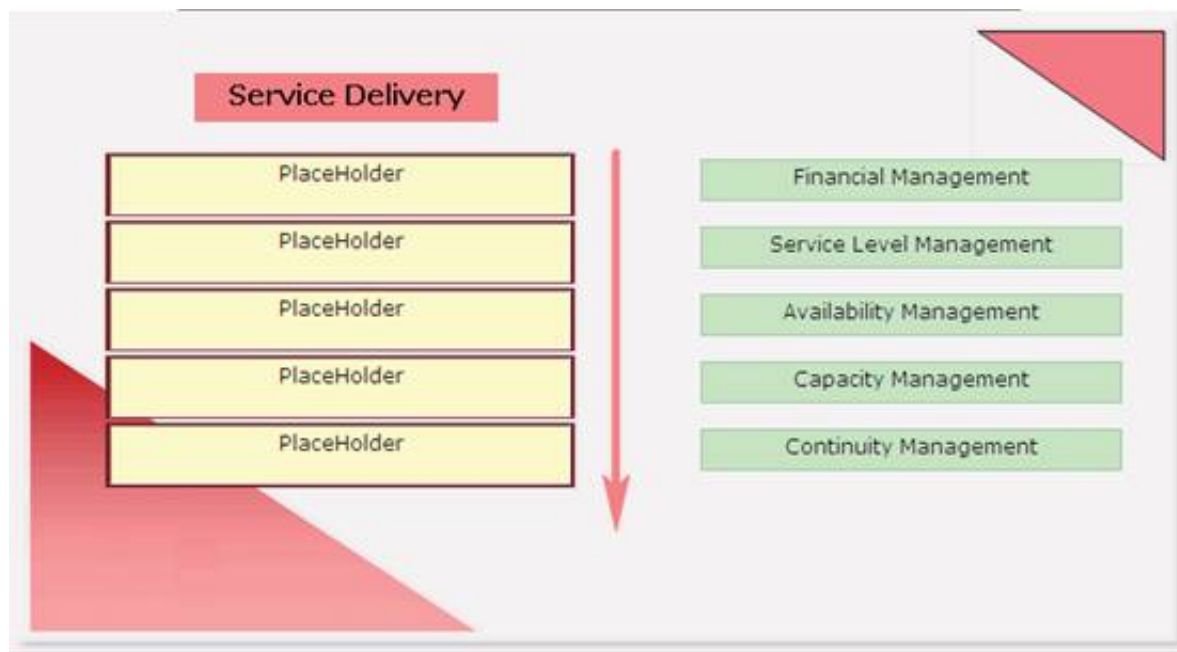 Service Delivery
PlaceHolder
PlaceHolder
PlaceHolder
PlaceHolder
PlaceHolder
Financial Management
Service Level Management
Availability Management
Capacity Management
Continuity Management